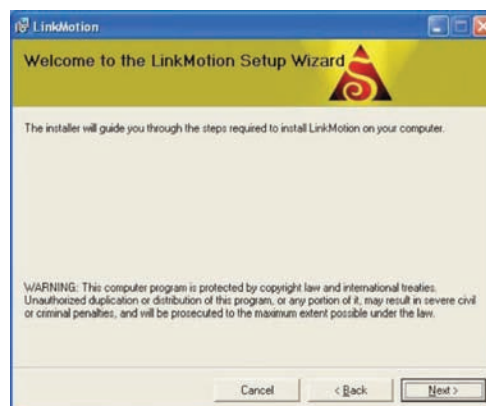 LinkMotion
Welcome to the LinkMotion Setup Wizard
The installer will guide you through the steps required to install LinkMotion on your computer.
WARNING: This computer program is protected by copyright law and international treaties.
Unauthorized duplication or distribution of this program, or any portion of it, may result in severe civil
or criminal penalties, and will be prosecuted to the maximum extent possible under the law.
Cancel
< Back
Next >